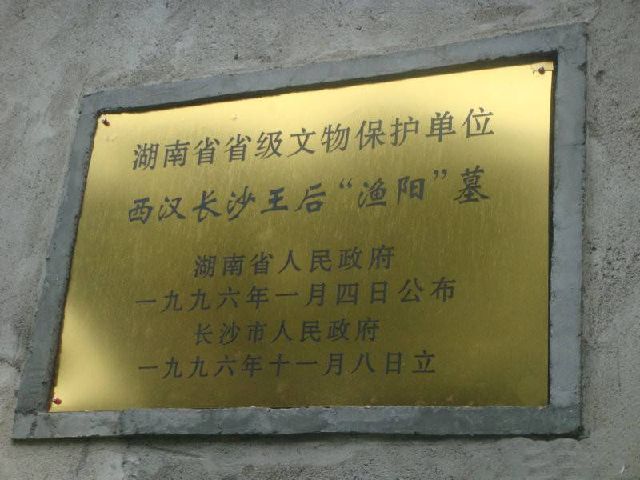 湖南省省级文物保护单位
西汉长沙王后“渔阳”墓
湖南省人民政府
一九九六年一月四日公布
长沙市人民政府
一九九六年十一月八日立